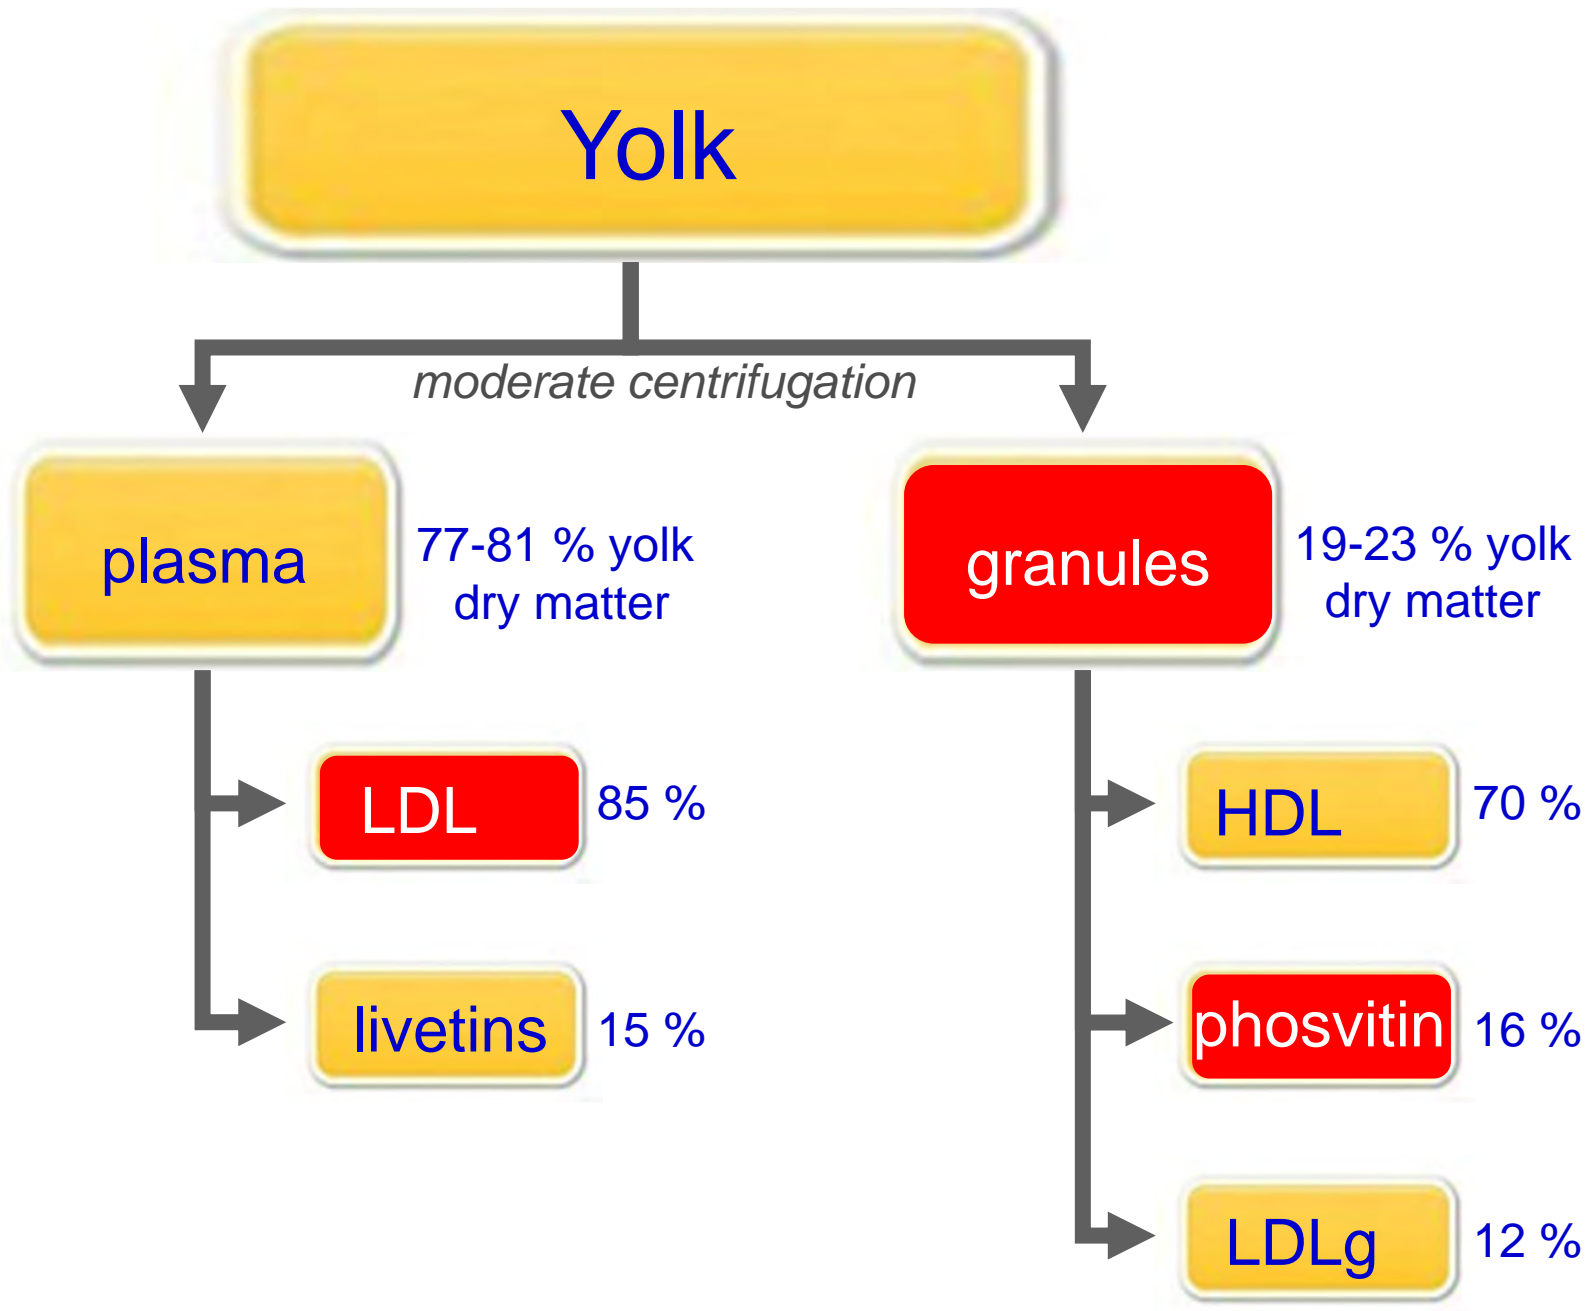 Yolk
moderate centrifugation
plasma
77-81 % yolk
dry matter
granules
19-23 % yolk
dry matter
LDL
85 %
HDL
70 %
livetins
15 %
phosvitin
16 %
LDLg
12 %